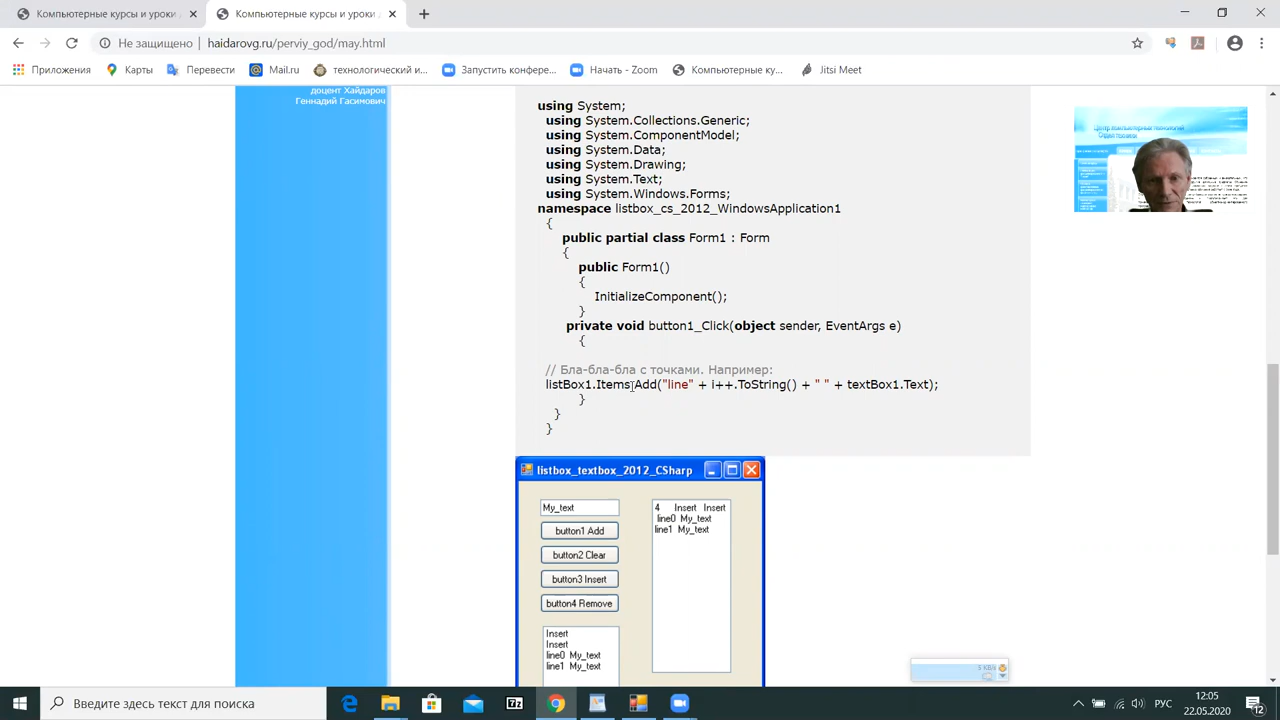 Компьютерные курсы и уроки д
Компьютерные курсы и уроки д
Не защищено
haidarovg.ru/perviy_god/may.html
Приложения
Карты
Перевести
Mail.ru
технологический и...
Запустить конфере...
Начать - Zoom
Компьютерные ку...
Jitsi Meet
доцент Хайдаров
Геннадий Гасимович
using System;
using System.Collections.Generic;
using System.ComponentModel;
using System.Data;
using System.Drawing;
using System.Text;
using System.Windows.Forms;
namespace listbox_cs_2012_WindowsApplication1
{
public partial class Form1 : Form
{
public Form1()
{
InitializeComponent();
}
private void button1_Click(object sender, EventArgs e)
{
// Бла-бла-бла с точками. Например:
listBox1.Items.Add("line" + i++.ToString() + " " + textBox1.Text);
}
}
}
listbox_textbox_2012_CSharp
My_text
button1 Add
button2 Clear
button3 Insert
button4 Remove
4 Insert Insert
line0 My_text
line1 My_text
Insert
Insert
line0 My_text
line1 My_text
5 KB/s
Введите здесь текст для поиска
РУС
12:05
22.05.2020
12